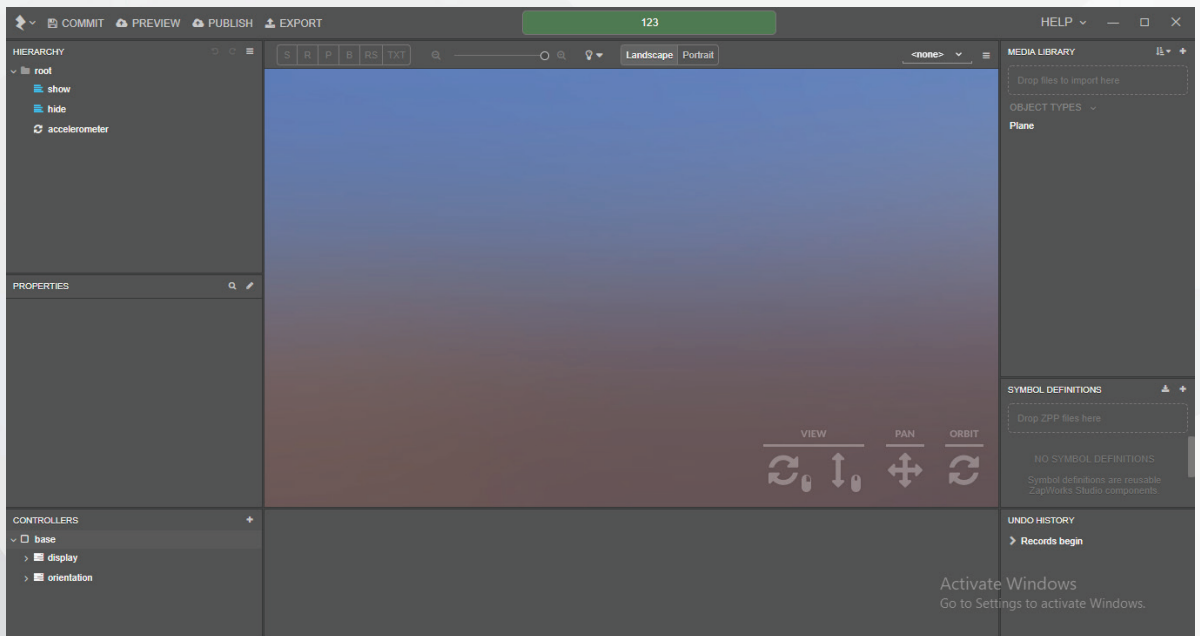 COMMIT PREVIEW PUBLISH EXPORT 123 HELP
HIERARCHY
root
show
hide
accelerometer
S R P B RS TXT Landscape Portrait <none>
MEDIA LIBRARY
Drop files to import here
OBJECT TYPES
Plane
PROPERTIES
VIEW PAN ORBIT
SYMBOL DEFINITIONS
Drop ZPP files here
NO SYMBOL DEFINITIONS
Symbol definitions are reusable
ZapWorks Studio components
CONTROLLERS
base
display
orientation
UNDO HISTORY
Records begin
Activate Windows
Go to Settings to activate Windows.